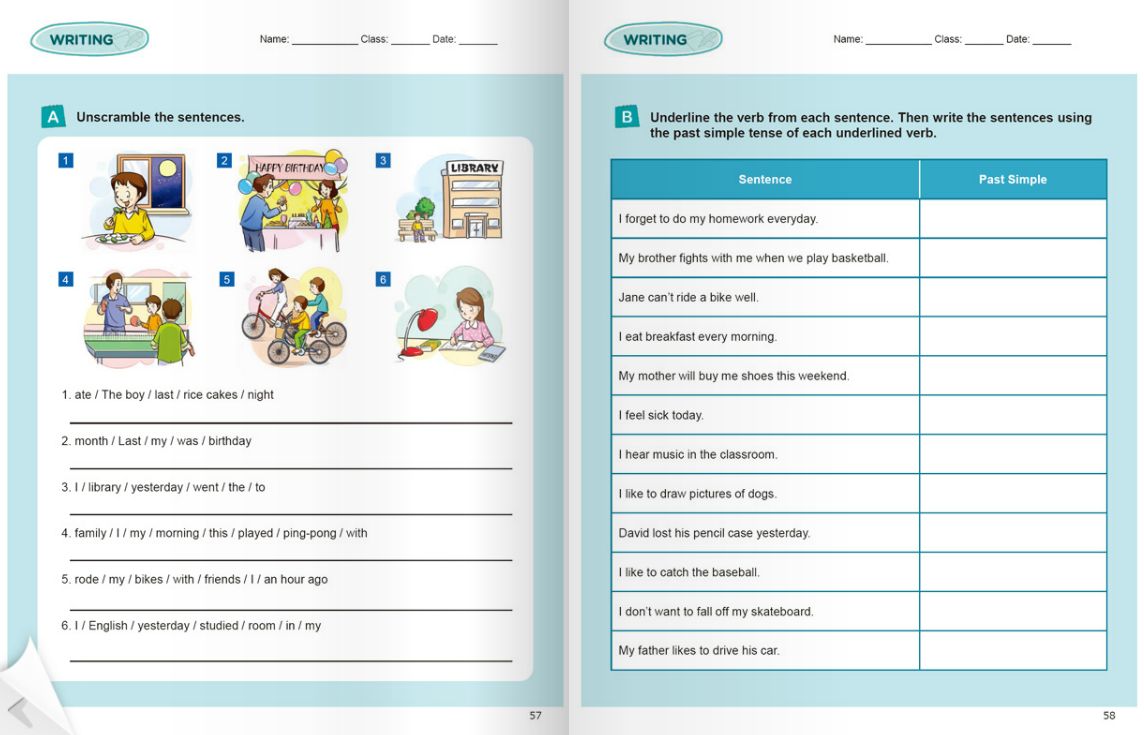 WRITING
Name: __________ Class: ______ Date: ______
A Unscramble the sentences.
1
2
HAPPY BIRTHDAY
3
LIBRARY
4
5
6
1. ate / The boy / last / rice cakes / night
2. month / Last / my / was / birthday
3. I / library / yesterday / went / the / to
4. family / I / my / morning / this / played / ping-pong / with
5. rode / my / bikes / with / friends / I / an hour ago
6. I / English / yesterday / studied / room / in / my
57
WRITING
Name: __________ Class: ______ Date: ______
B Underline the verb from each sentence. Then write the sentences using
the past simple tense of each underlined verb.
Sentence Past Simple
I forget to do my homework everyday.
My brother fights with me when we play basketball.
Jane can't ride a bike well.
I eat breakfast every morning.
My mother will buy me shoes this weekend.
I feel sick today.
I hear music in the classroom.
I like to draw pictures of dogs.
David lost his pencil case yesterday.
I like to catch the baseball.
I don't want to fall off my skateboard.
My father likes to drive his car.
58